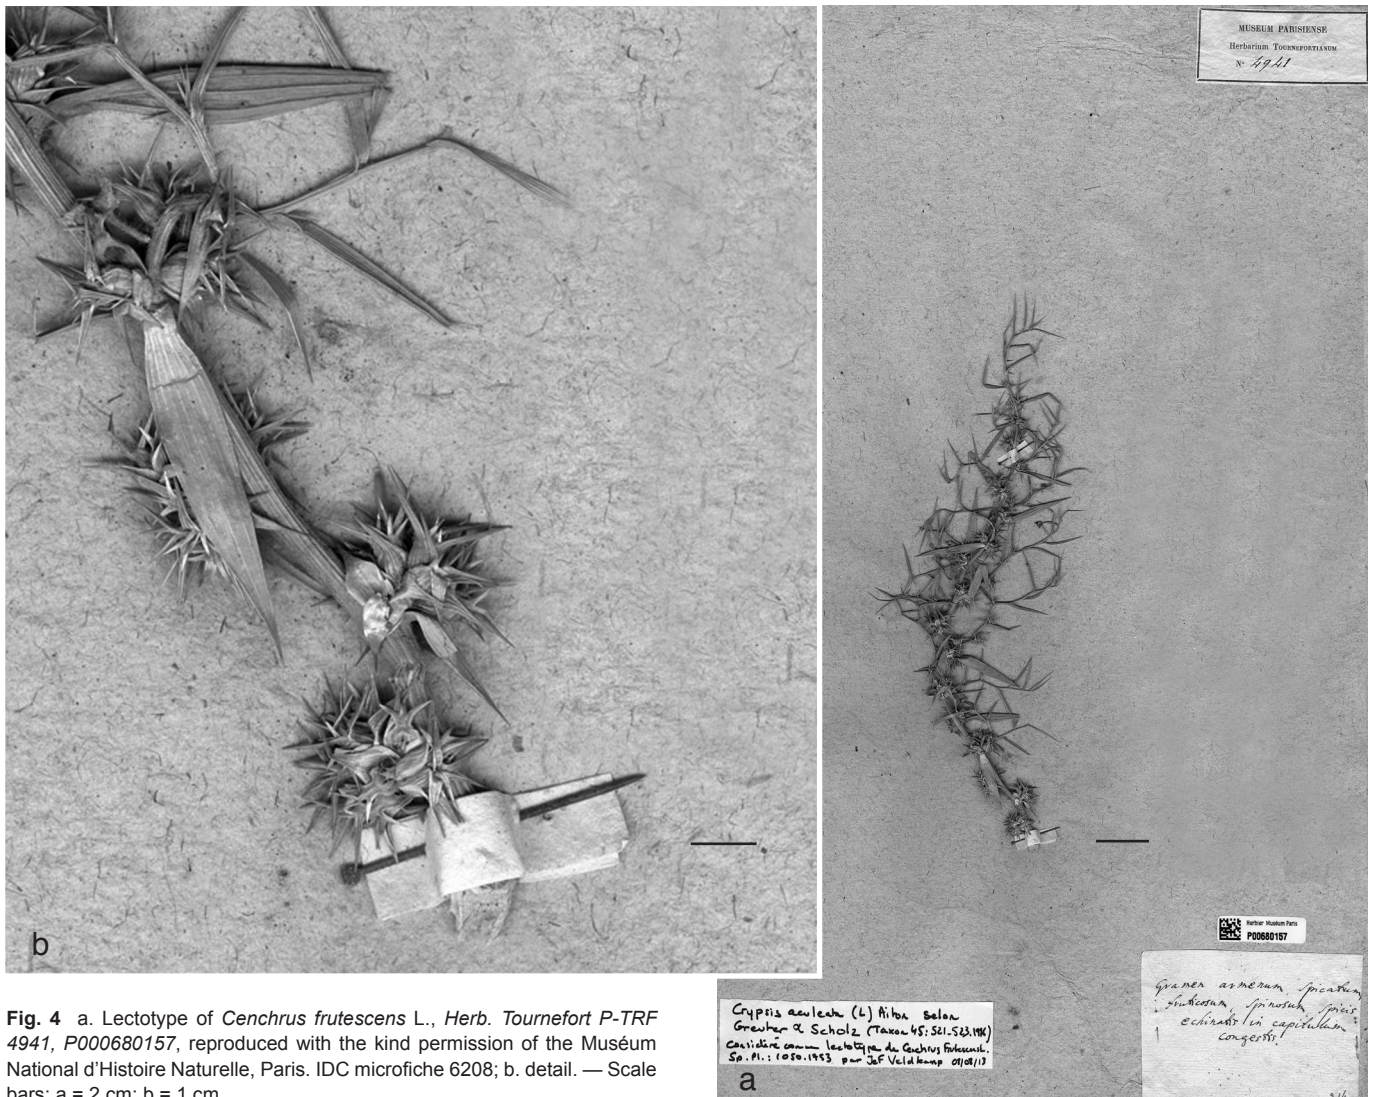 MUSEUM PARISIENSE
Herbarium TOURNEFORTIANUM
N° 4941
Herbier Muséum Paris
P00680157
Gramen armenum, spicatum
fruticosum, spinosum, spicis
echinatis in capitulum
congestis.
Crypsis aculeata (L) Aiton selon
Greuter & Scholz (Taxon 45: 521-523.1996)
considéré comme lectotype de Cenchrus frutescens L.
Sp. Pl.: 1050.1753 par Jef Veldkamp 08/08/13
a
b
Fig. 4 a. Lectotype of Cenchrus frutescens L., Herb. Tournefort P-TRF
4941, P000680157, reproduced with the kind permission of the Muséum
National d'Histoire Naturelle, Paris. IDC microfiche 6208; b. detail. — Scale
bars: a = 2 cm; b = 1 cm.